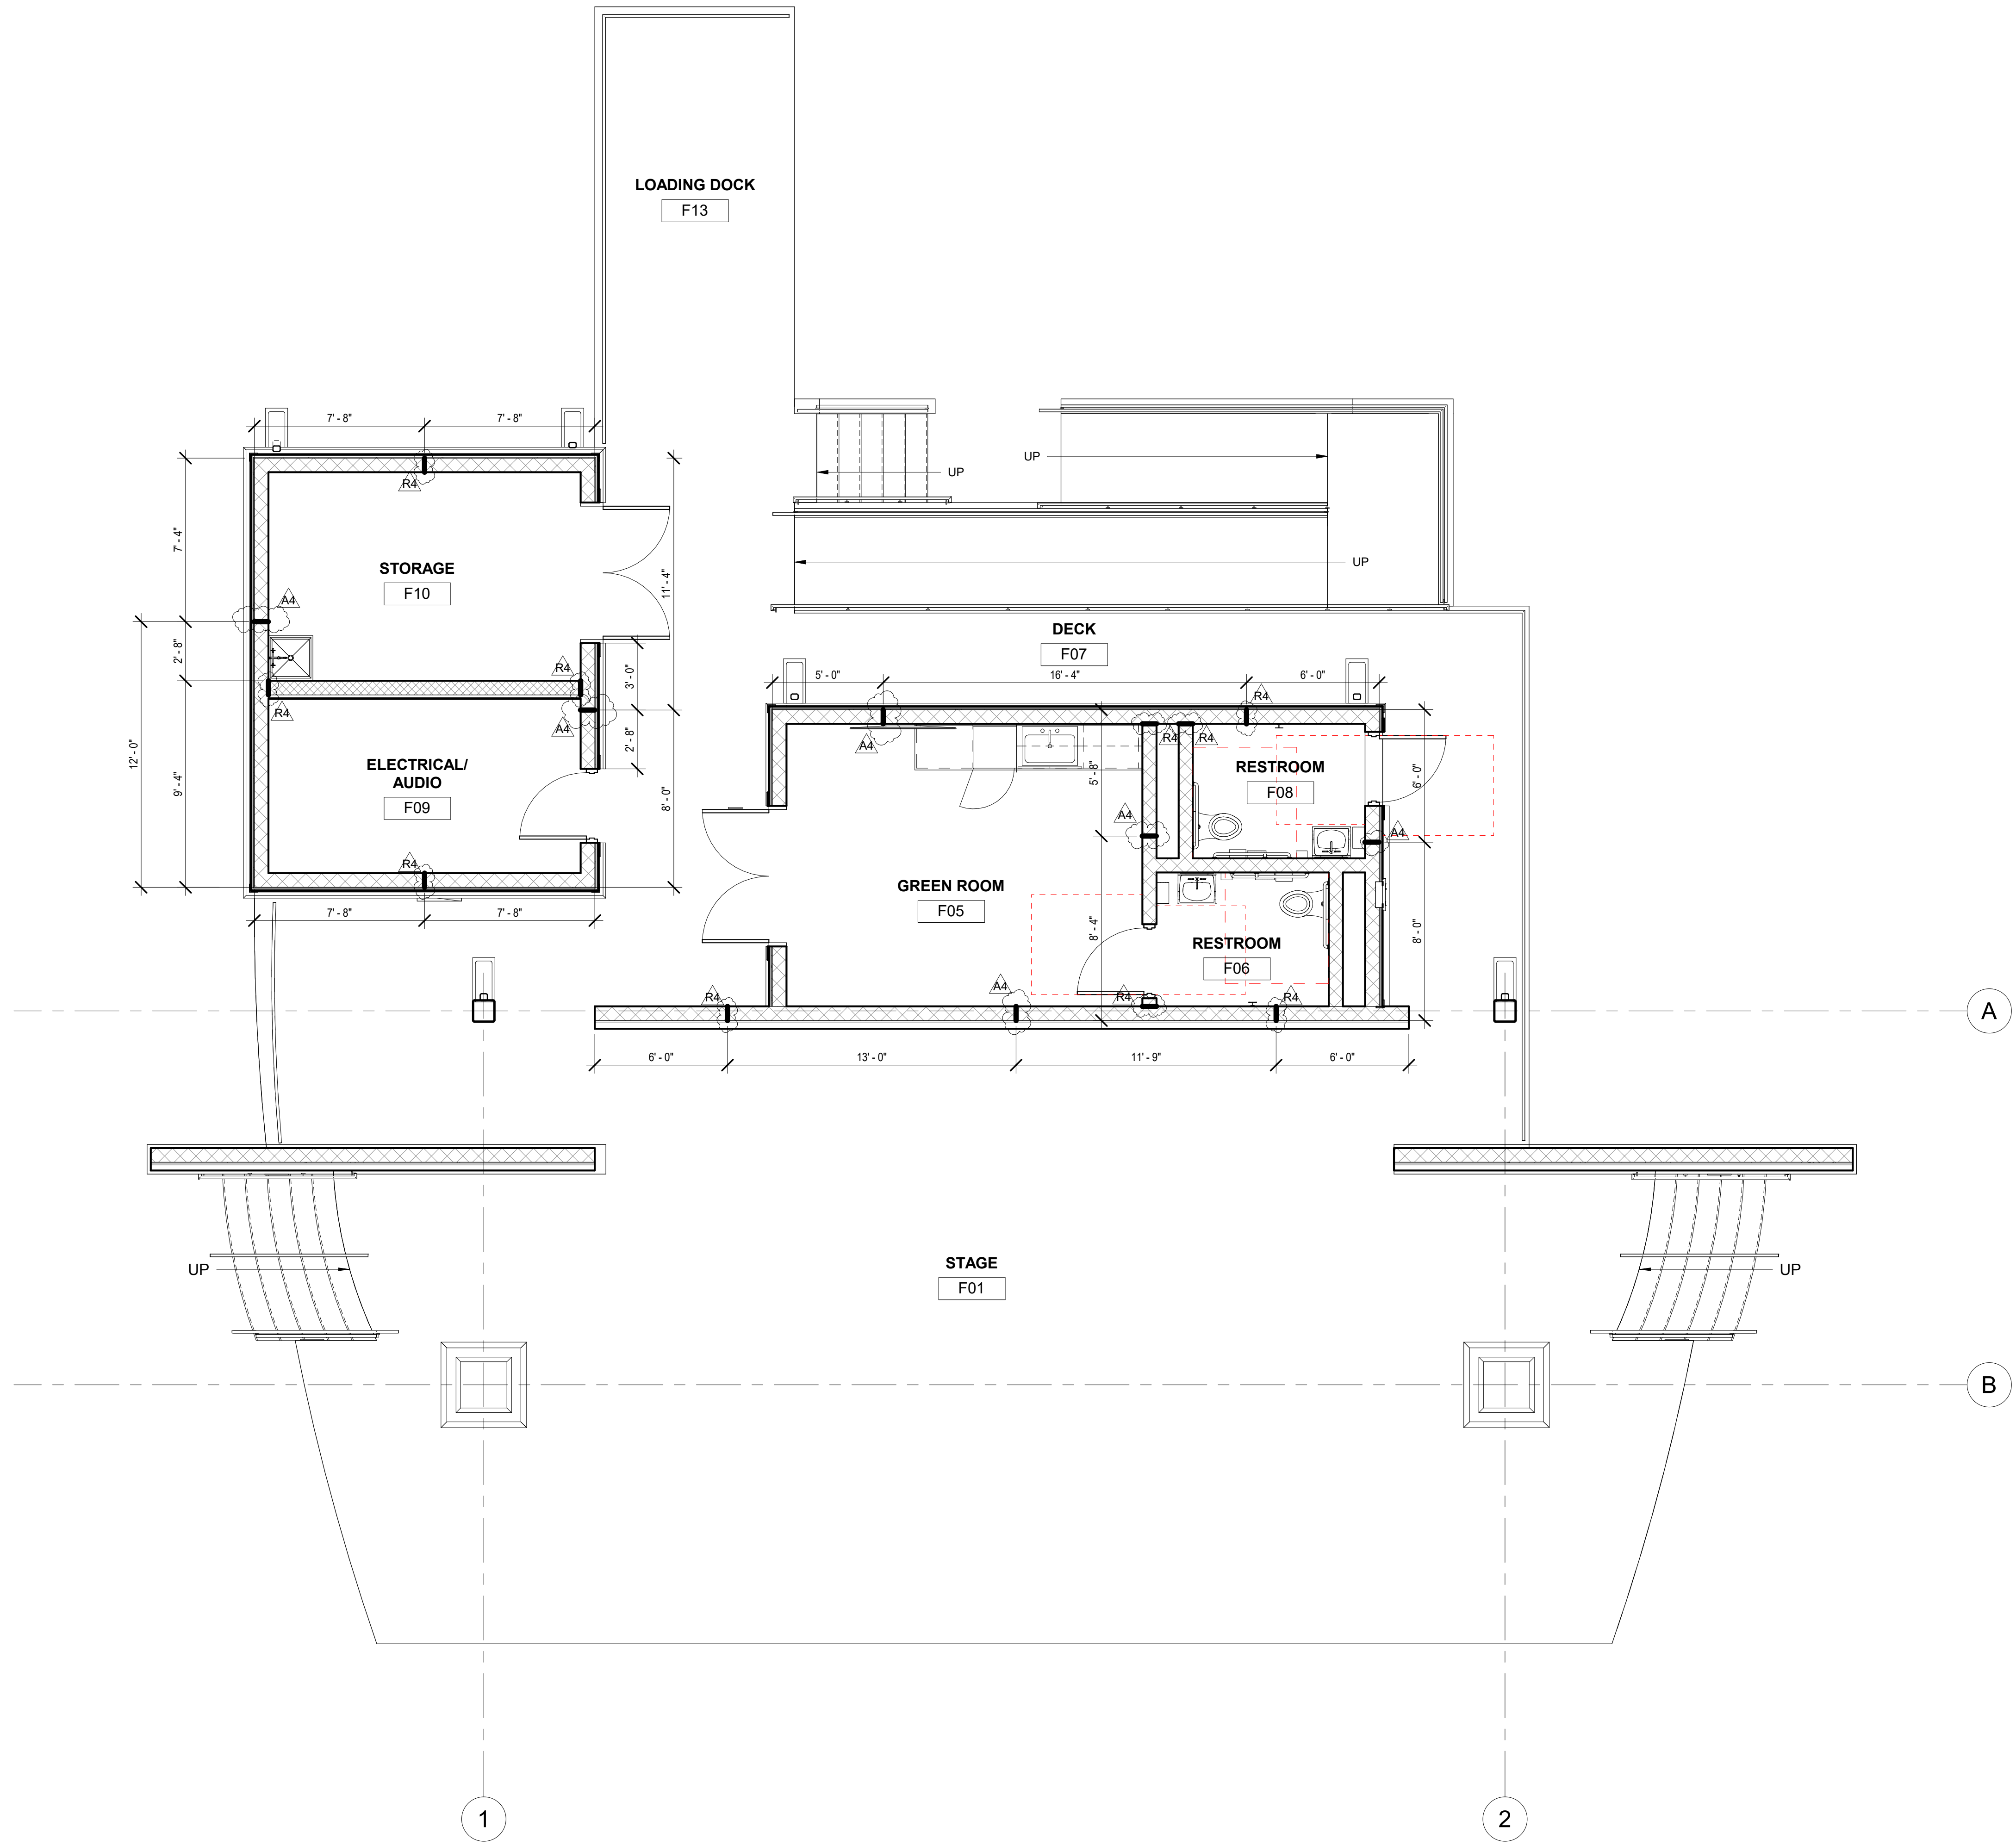 LOADING DOCK
F13
7' - 8"
7' - 8"
UP
UP
R4
7' - 4"
STORAGE
F10
11' - 4"
UP
A4
DECK
F07
2' - 8"
R4
3' - 0"
5' - 0"
16' - 4"
6' - 0"
R4
R4
A4
2' - 8"
A4
R4
R4
12' - 0"
9' - 4"
ELECTRICAL/
AUDIO
F09
8' - 0"
5' - 8"
RESTROOM
F08
6' - 0"
A4
A4
R4
GREEN ROOM
F05
7' - 8"
7' - 8"
8' - 4"
RESTROOM
F06
8' - 0"
R4
A4
R4
R4
A
6' - 0"
13' - 0"
11' - 9"
6' - 0"
STAGE
F01
UP
UP
B
1
2